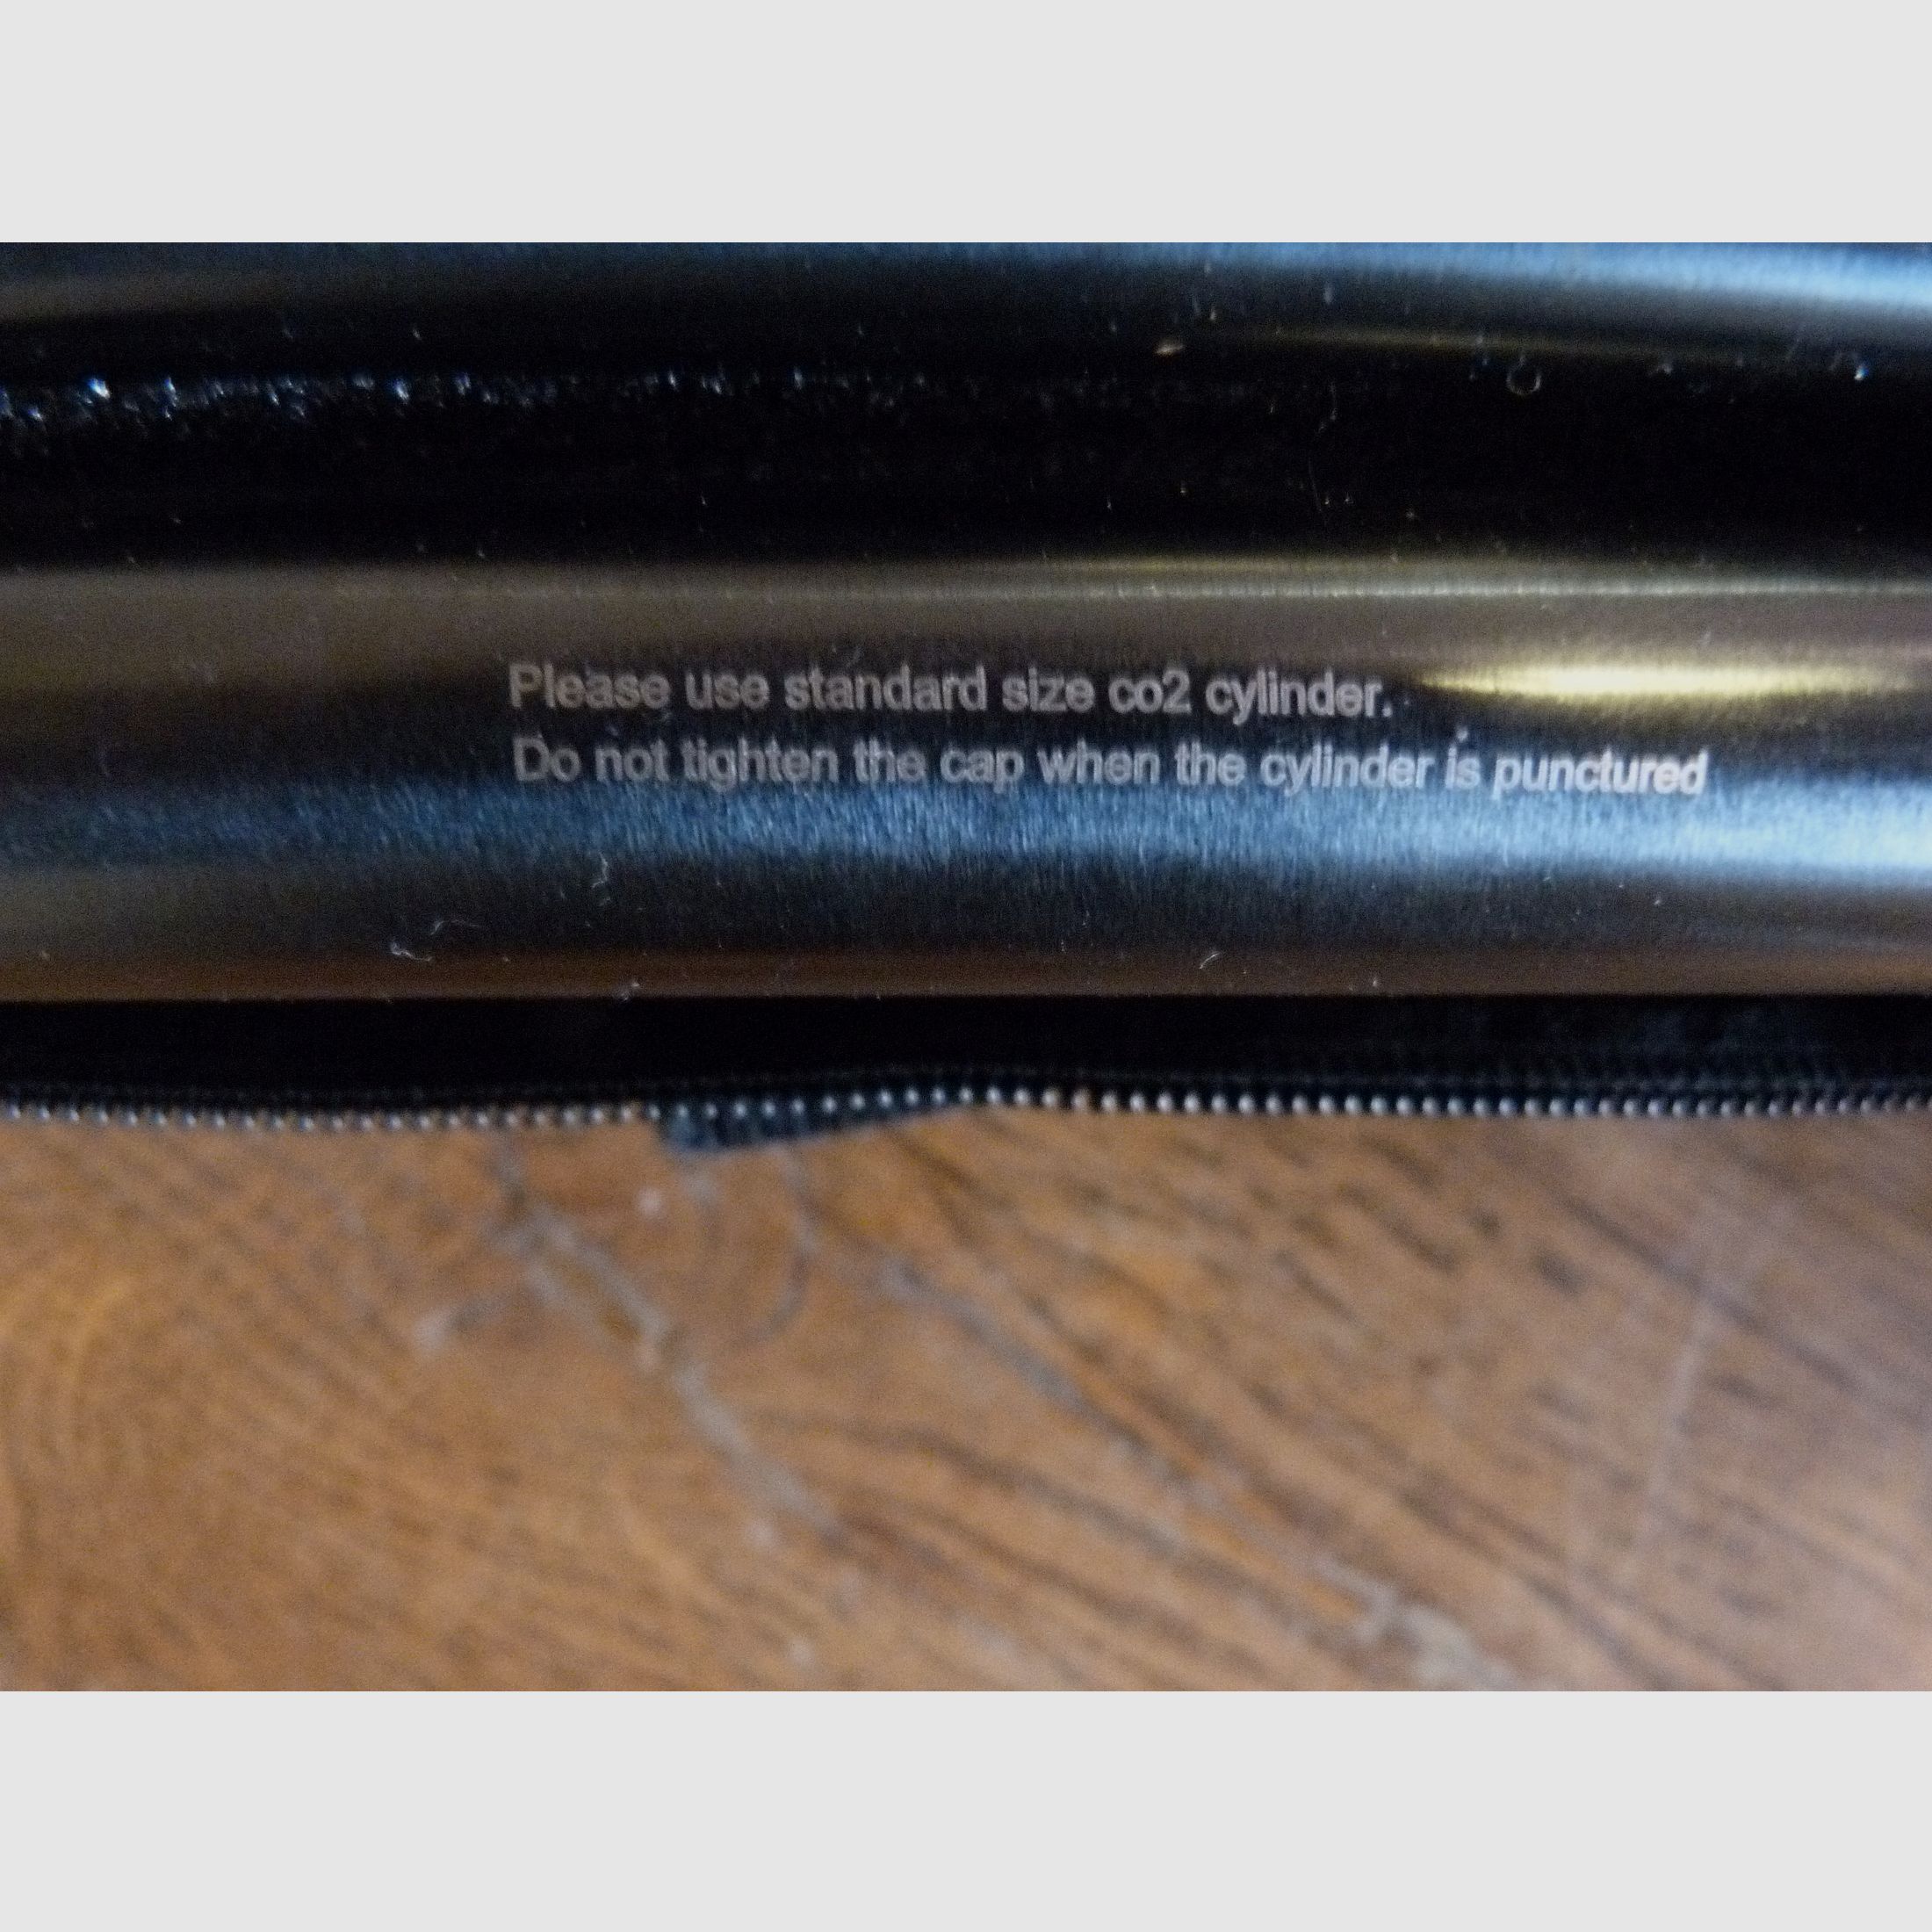 Please use standard size co2 cylinder.
Do not tighten the cap when the cylinder is punctured